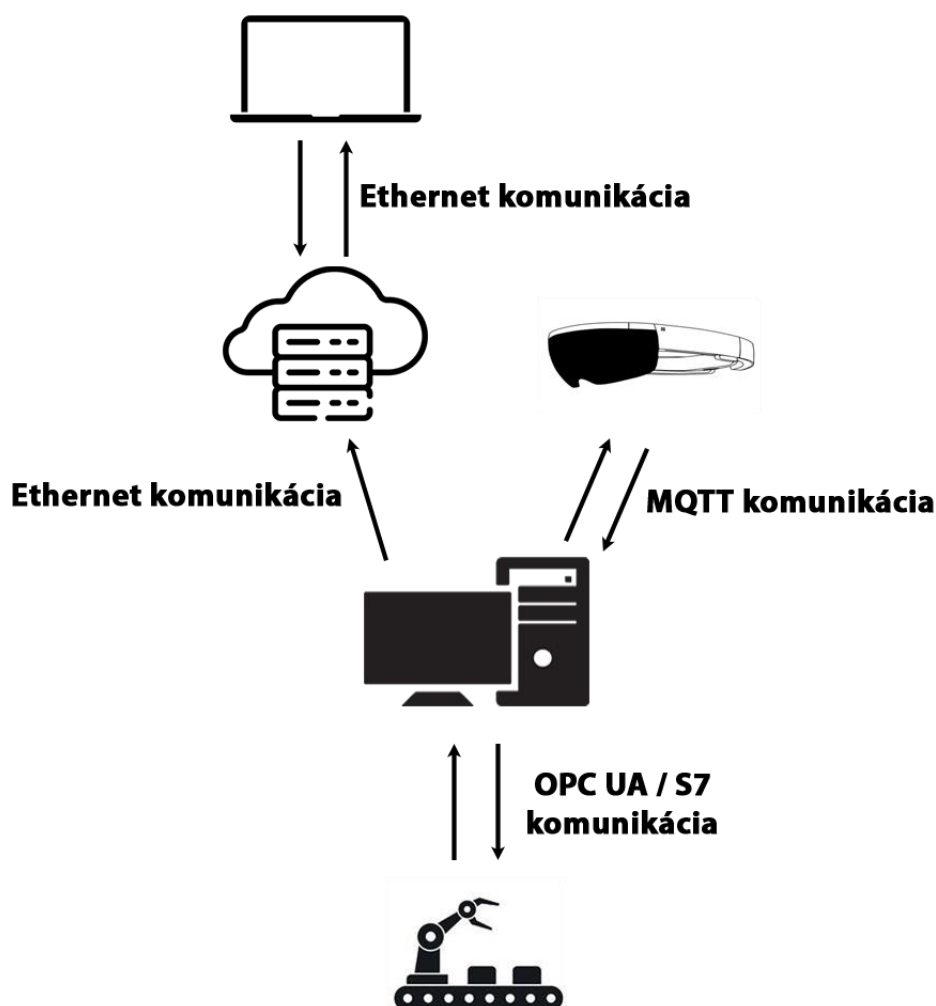 Ethernet komunikácia
Ethernet komunikácia
MQTT komunikácia
OPC UA / S7
komunikácia